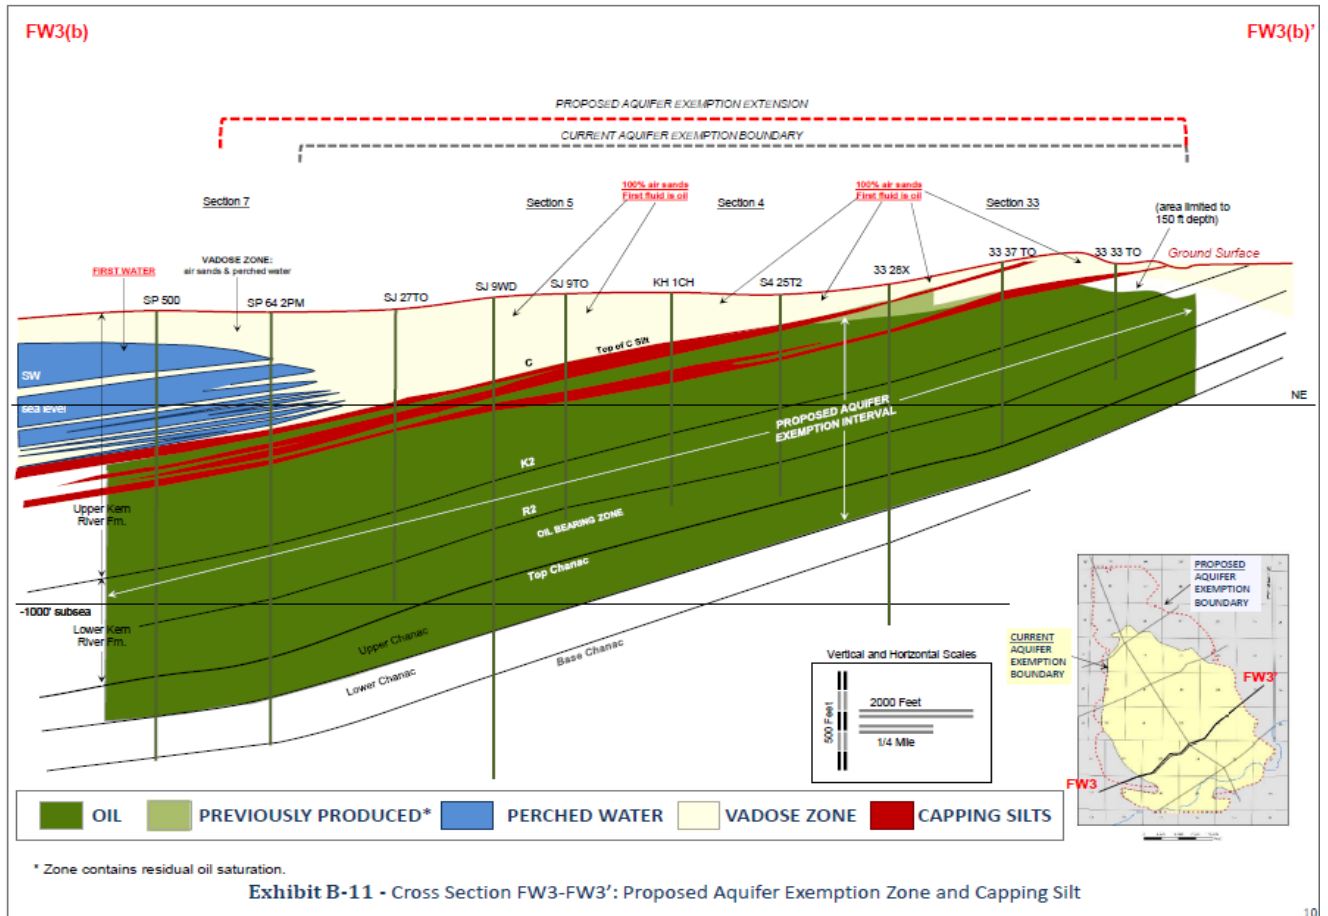 FW3(b)
FW3(b)'
PROPOSED AQUIFER EXEMPTION EXTENSION
CURRENT AQUIFER EXEMPTION BOUNDARY
Section 7
Section 5
100% air sands
First fluid is oil
Section 4
100% air sands
First fluid is oil
Section 33
(area limited to
150 ft depth)
FIRST WATER
VADOSE ZONE:
air sands & perched water
Ground Surface
SP 500
SP 64 2PM
SJ 27TO
SJ 9WD
SJ 9TO
KH 1CH
S4 25T2
33 28X
33 37 TO
33 33 TO
C
Top of C Silt
SW
sea level
NE
PROPOSED AQUIFER
EXEMPTION INTERVAL
K2
R2
OIL BEARING ZONE
Top Chanac
Upper Kern
River Fm.
-1000' subsea
Lower Kern
River Fm.
Upper Chanac
Lower Chanac
Base Chanac
Vertical and Horizontal Scales
500 Feet
2000 Feet
1/4 Mile
PROPOSED
AQUIFER
EXEMPTION
BOUNDARY
CURRENT
AQUIFER
EXEMPTION
BOUNDARY
FW3'
FW3
OIL
PREVIOUSLY PRODUCED*
PERCHED WATER
VADOSE ZONE
CAPPING SILTS
* Zone contains residual oil saturation.
Exhibit B-11 - Cross Section FW3-FW3': Proposed Aquifer Exemption Zone and Capping Silt
10